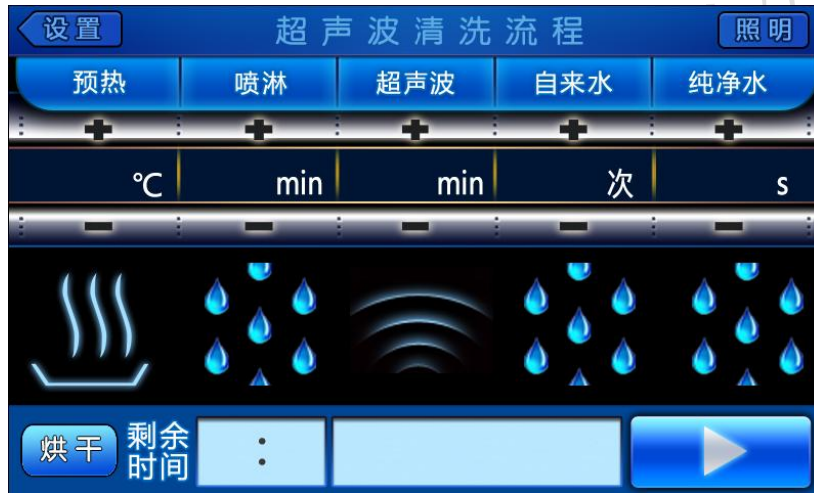 设置 超声波清洗流程 照明
预热 喷淋 超声波 自来水 纯净水
+ + + + +
℃ min min 次 s
- - - - -
烘干 剩余时间 :